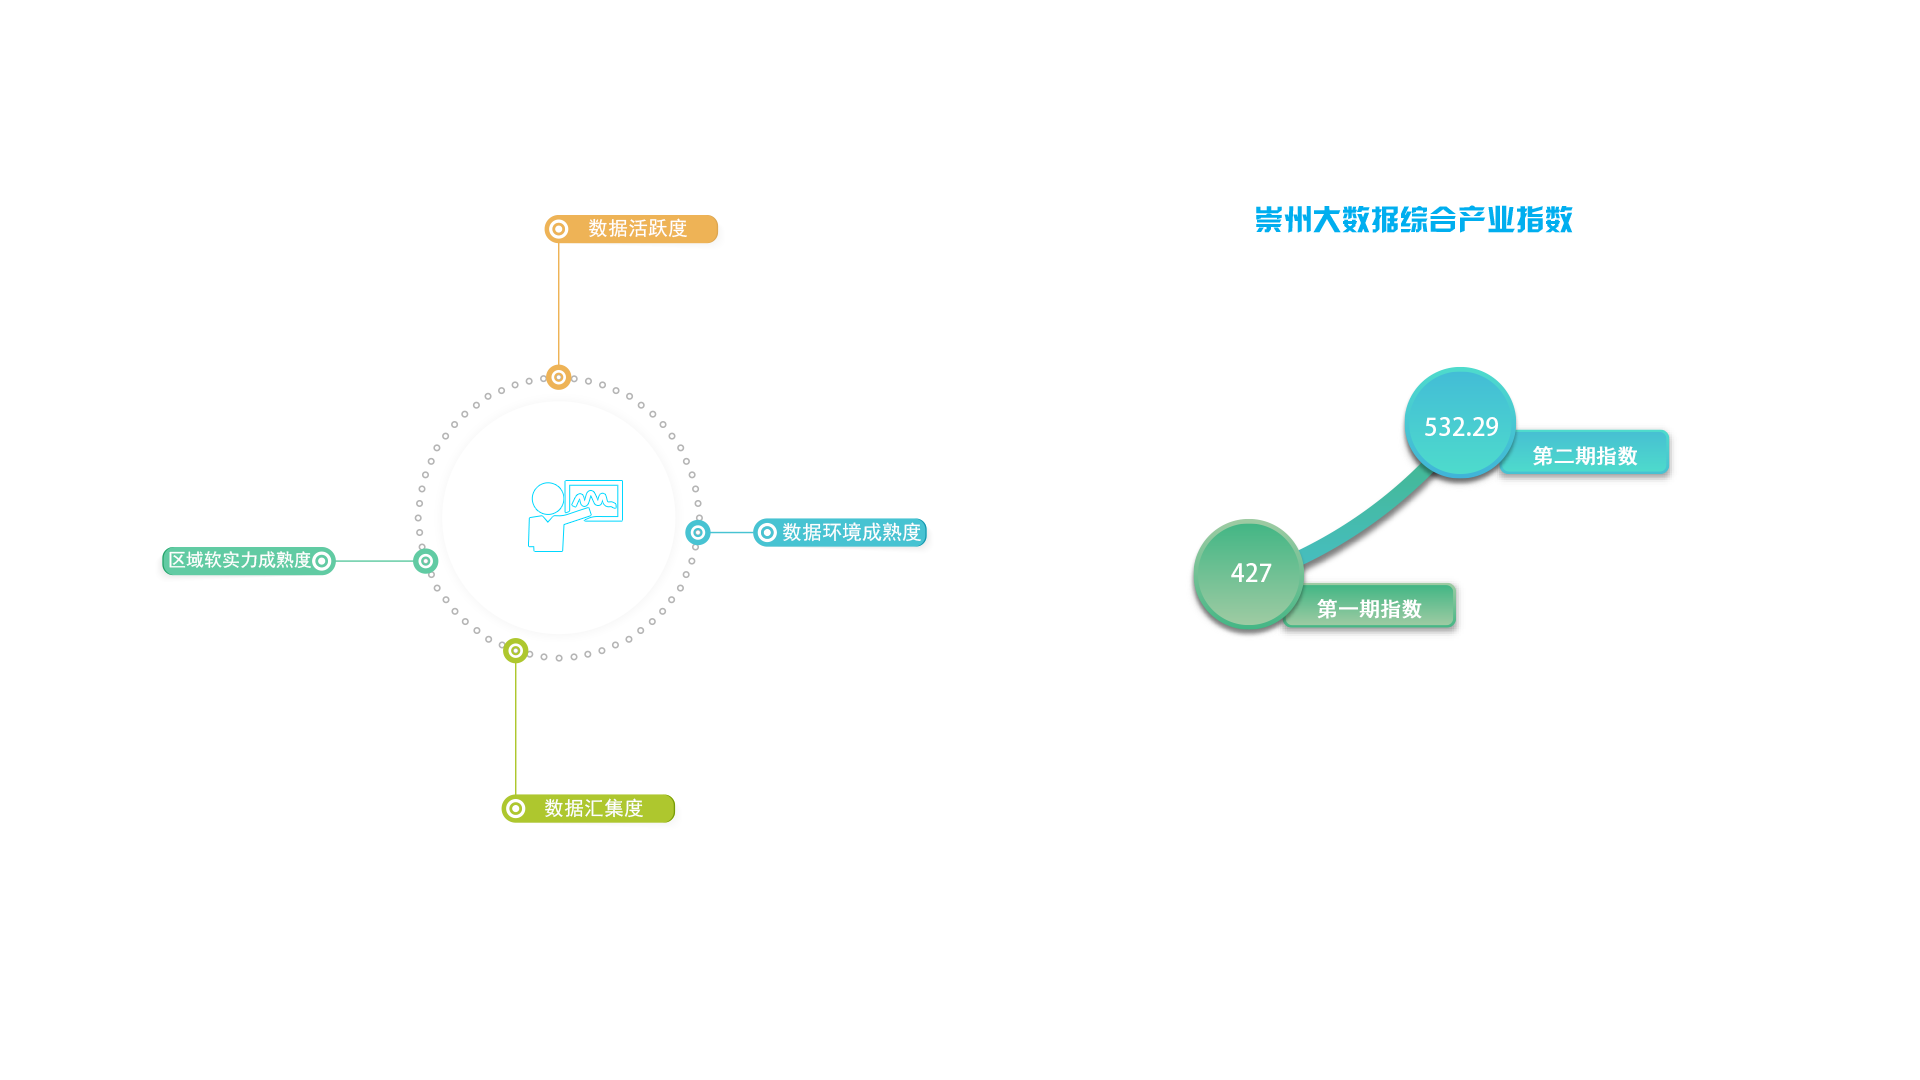 数据活跃度
数据环境成熟度
区域软实力成熟度
数据汇集度
崇州大数据综合产业指数
532.29
第二期指数
427
第一期指数